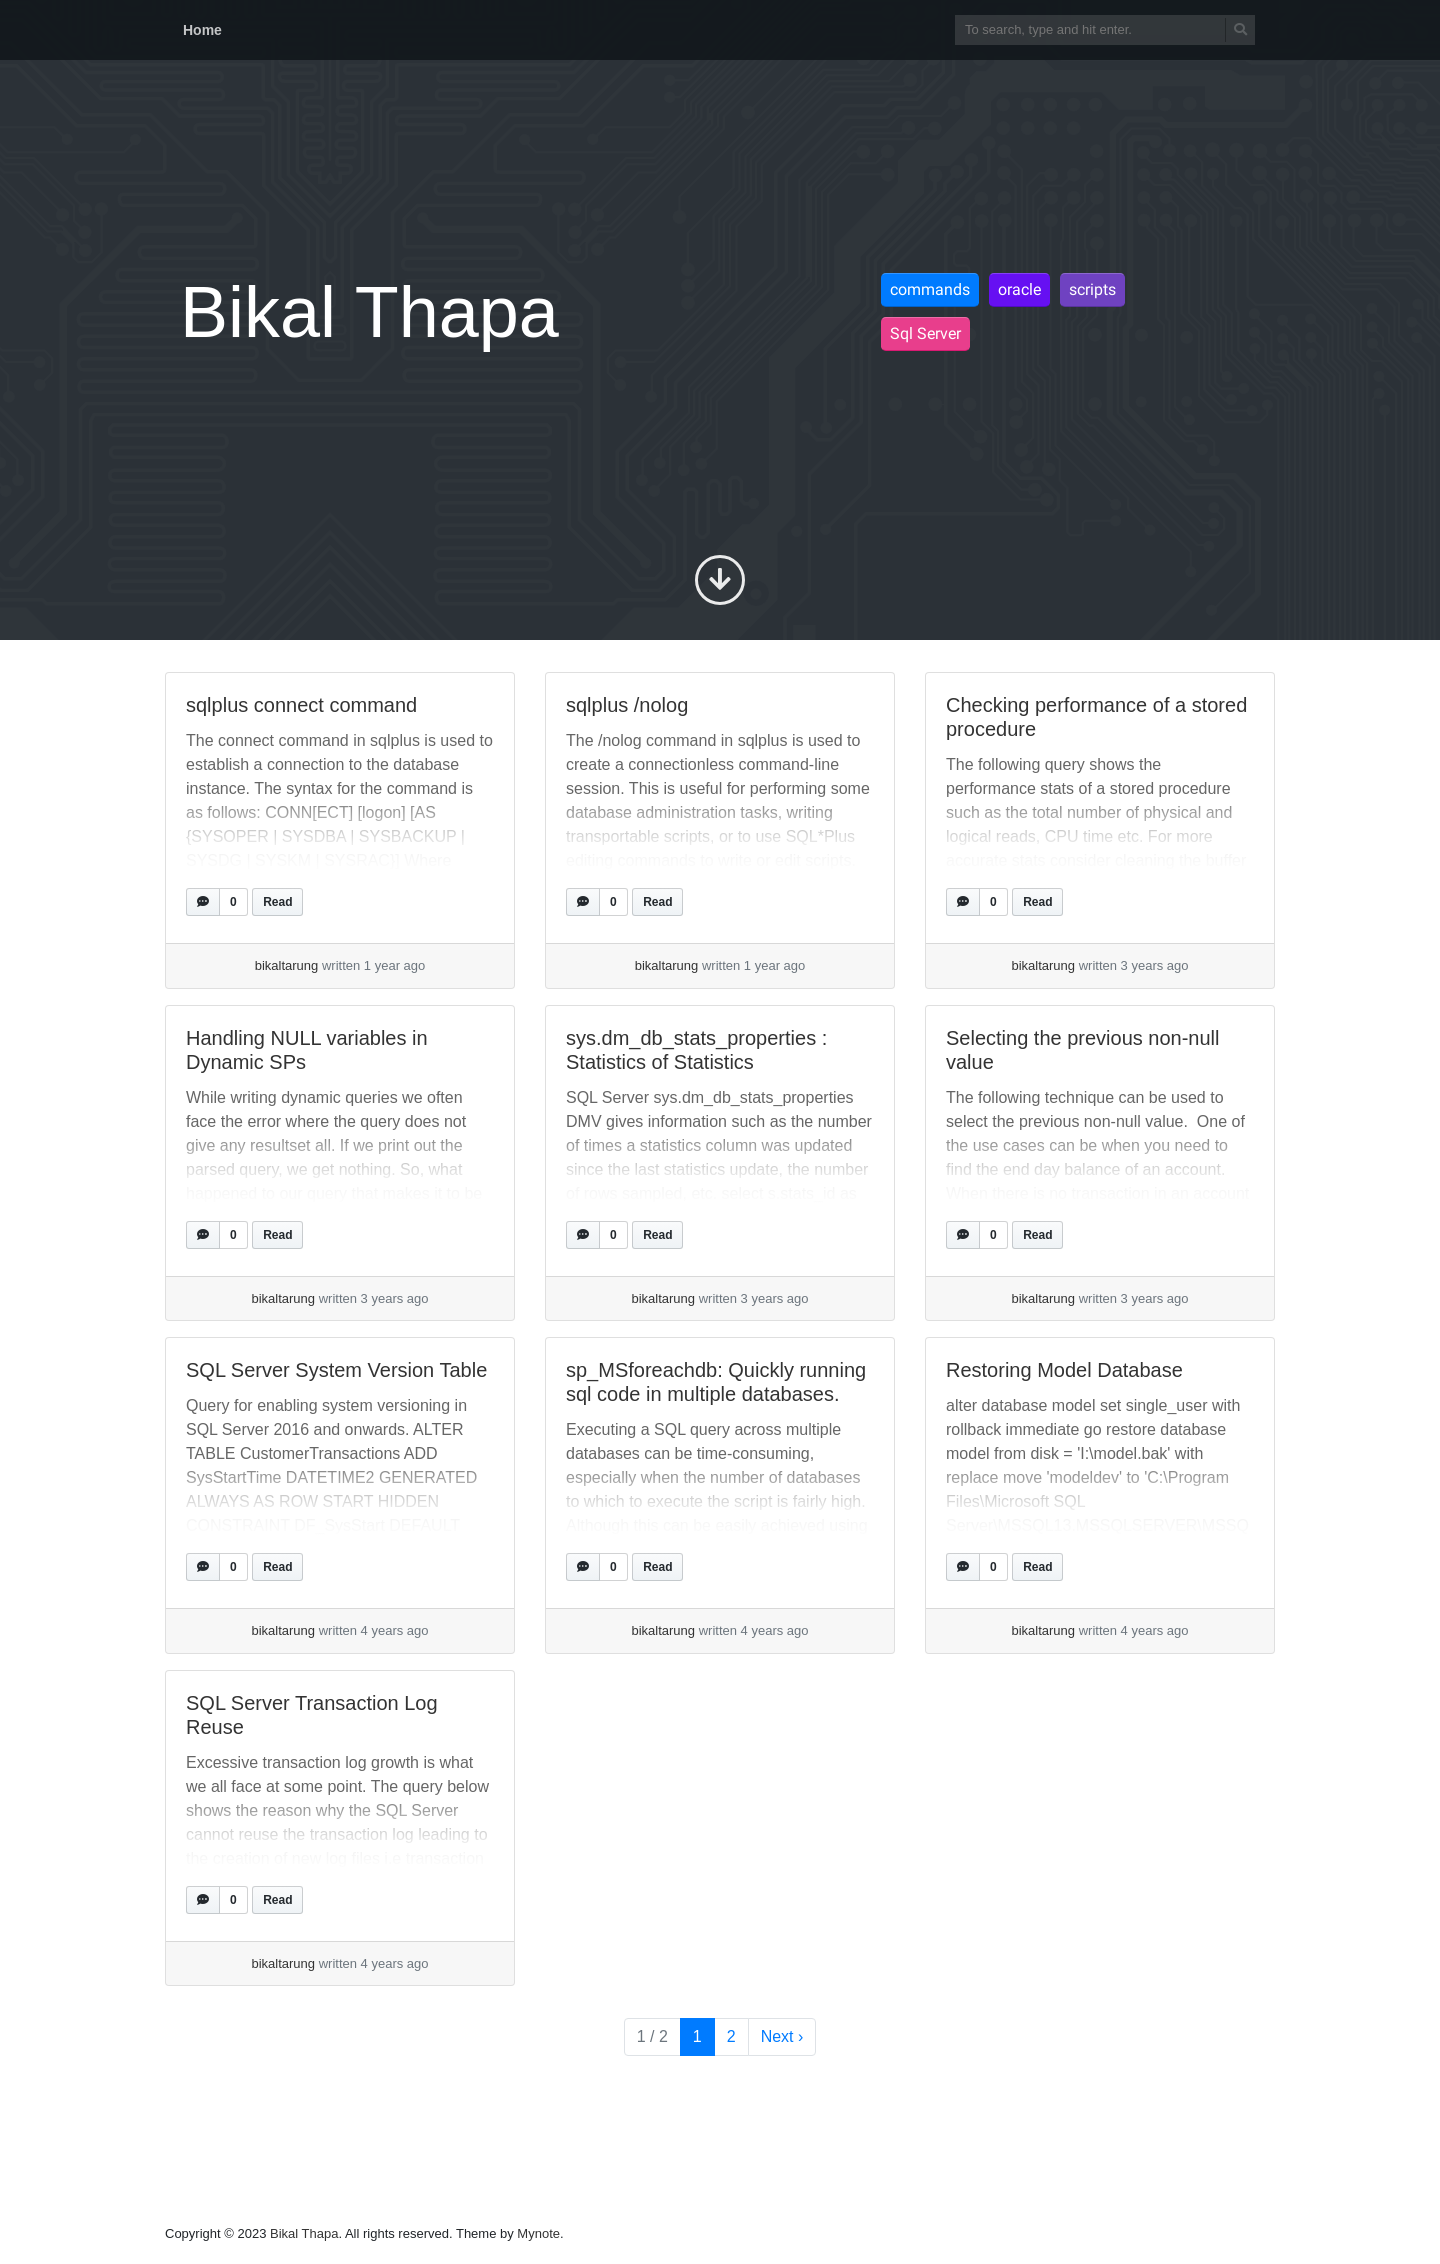 Home
To search, type and hit enter.
Bikal Thapa
commands oracle scripts
Sql Server
sqlplus connect command
The connect command in sqlplus is used to
establish a connection to the database
instance. The syntax for the command is
as follows: CONN[ECT] [logon] [AS
{SYSOPER | SYSDBA | SYSBACKUP |
SYSDG | SYSKM | SYSRAC}] Where
0 Read
bikaltarung written 1 year ago
sqlplus /nolog
The /nolog command in sqlplus is used to
create a connectionless command-line
session. This is useful for performing some
database administration tasks, writing
transportable scripts, or to use SQL*Plus
editing commands to write or edit scripts.
0 Read
bikaltarung written 1 year ago
Checking performance of a stored
procedure
The following query shows the
performance stats of a stored procedure
such as the total number of physical and
logical reads, CPU time etc. For more
accurate stats consider cleaning the buffer
0 Read
bikaltarung written 3 years ago
Handling NULL variables in
Dynamic SPs
While writing dynamic queries we often
face the error where the query does not
give any resultset all. If we print out the
parsed query, we get nothing. So, what
happened to our query that makes it to be
0 Read
bikaltarung written 3 years ago
sys.dm_db_stats_properties :
Statistics of Statistics
SQL Server sys.dm_db_stats_properties
DMV gives information such as the number
of times a statistics column was updated
since the last statistics update, the number
of rows sampled, etc. select s.stats_id as
0 Read
bikaltarung written 3 years ago
Selecting the previous non-null
value
The following technique can be used to
select the previous non-null value.  One of
the use cases can be when you need to
find the end day balance of an account.
When there is no transaction in an account
0 Read
bikaltarung written 3 years ago
SQL Server System Version Table
Query for enabling system versioning in
SQL Server 2016 and onwards. ALTER
TABLE CustomerTransactions ADD
SysStartTime DATETIME2 GENERATED
ALWAYS AS ROW START HIDDEN
CONSTRAINT DF_SysStart DEFAULT
0 Read
bikaltarung written 4 years ago
sp_MSforeachdb: Quickly running
sql code in multiple databases.
Executing a SQL query across multiple
databases can be time-consuming,
especially when the number of databases
to which to execute the script is fairly high.
Although this can be easily achieved using
0 Read
bikaltarung written 4 years ago
Restoring Model Database
alter database model set single_user with
rollback immediate go restore database
model from disk = 'I:\model.bak' with
replace move 'modeldev' to 'C:\Program
Files\Microsoft SQL
Server\MSSQL13.MSSQLSERVER\MSSQ
0 Read
bikaltarung written 4 years ago
SQL Server Transaction Log
Reuse
Excessive transaction log growth is what
we all face at some point. The query below
shows the reason why the SQL Server
cannot reuse the transaction log leading to
the creation of new log files i.e transaction
0 Read
bikaltarung written 4 years ago
1 / 2 1 2 Next ›
Copyright © 2023 Bikal Thapa. All rights reserved. Theme by Mynote.